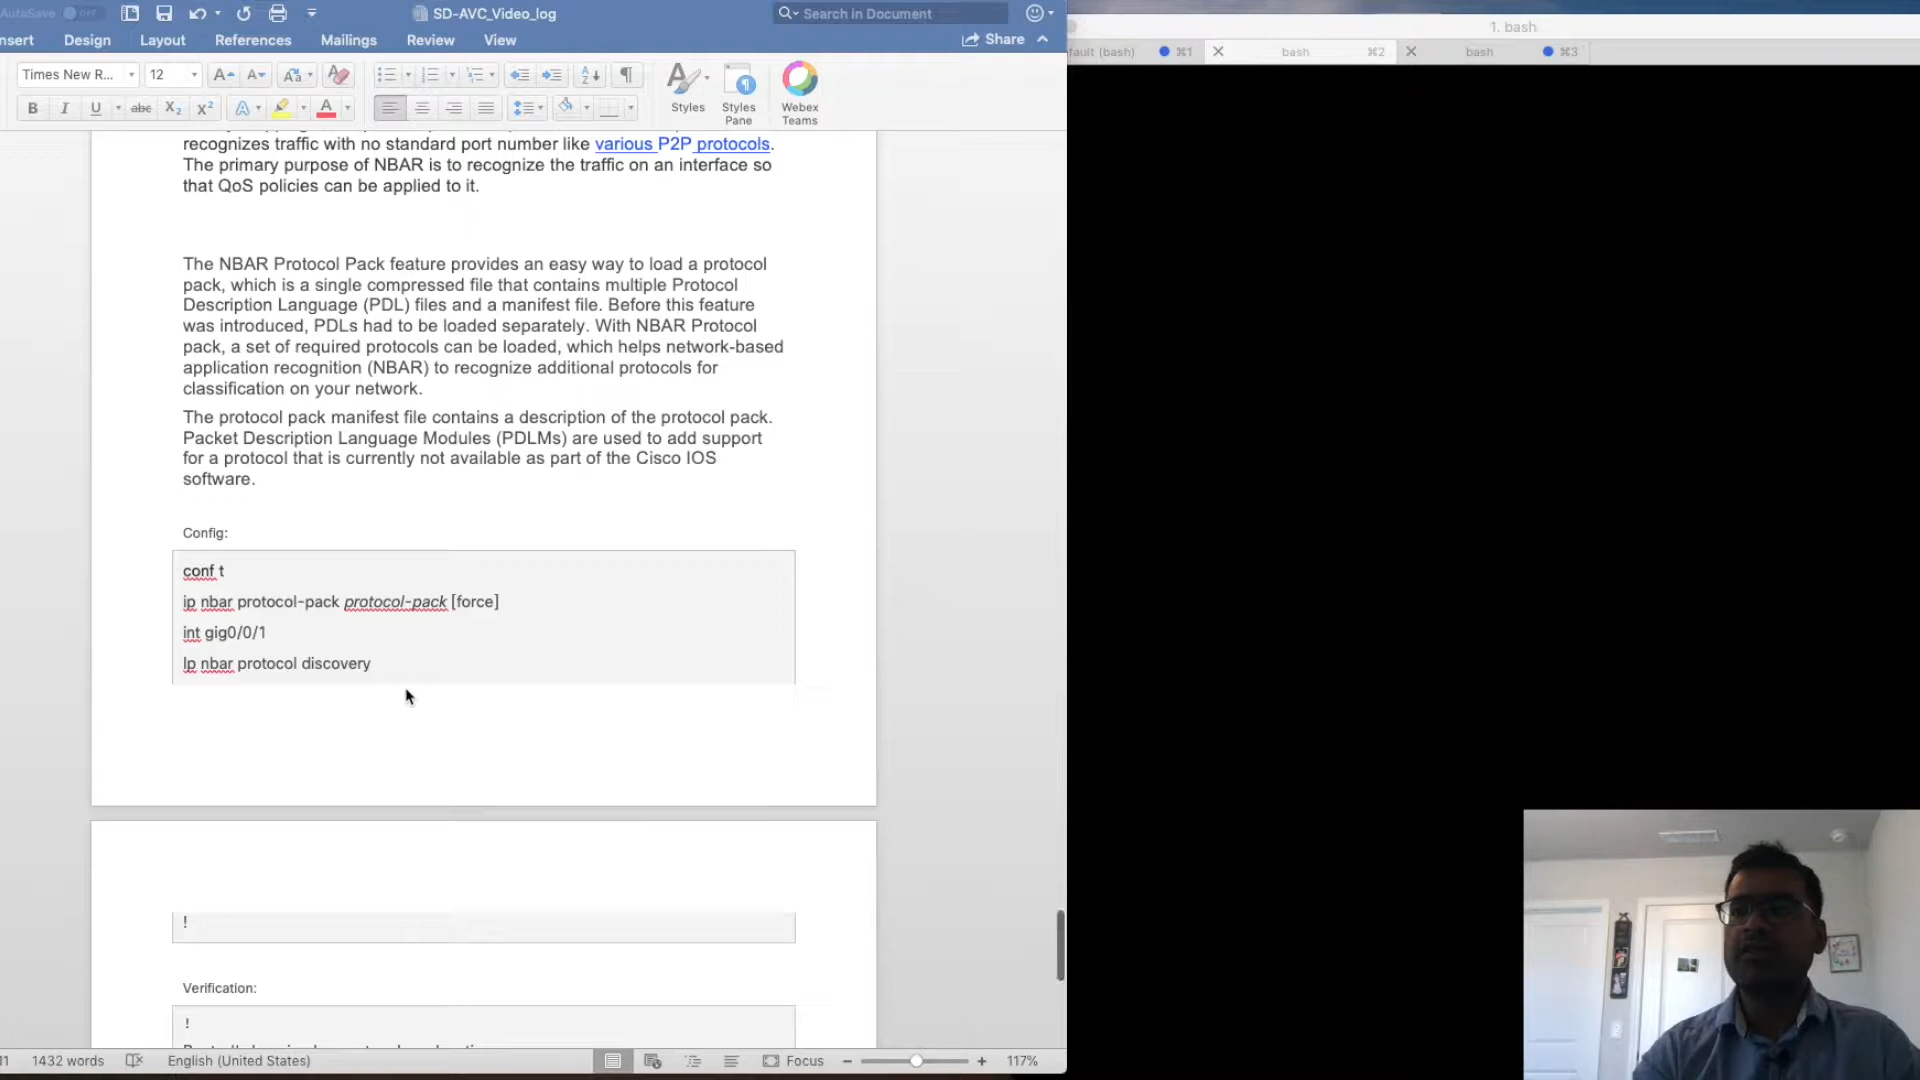 AutoSave OFF
SD-AVC_Video_log
Search in Document
nsert Design Layout References Mailings Review View
Share
Times New R... 12
Styles Styles Pane Webex Teams
recognizes traffic with no standard port number like various P2P protocols.
The primary purpose of NBAR is to recognize the traffic on an interface so
that QoS policies can be applied to it.
The NBAR Protocol Pack feature provides an easy way to load a protocol
pack, which is a single compressed file that contains multiple Protocol
Description Language (PDL) files and a manifest file. Before this feature
was introduced, PDLs had to be loaded separately. With NBAR Protocol
pack, a set of required protocols can be loaded, which helps network-based
application recognition (NBAR) to recognize additional protocols for
classification on your network.
The protocol pack manifest file contains a description of the protocol pack.
Packet Description Language Modules (PDLMs) are used to add support
for a protocol that is currently not available as part of the Cisco IOS
software.
Config:
conf t
ip nbar protocol-pack protocol-pack [force]
int gig0/0/1
Ip nbar protocol discovery
!
Verification:
!
11 1432 words English (United States) Focus 117%
1. bash
fault (bash) ⌘1 bash ⌘2 bash ⌘3